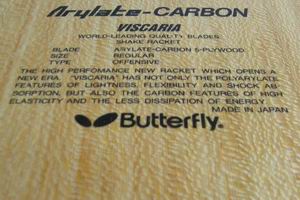 Arylate-CARBON
VISCARIA
WORLD-LEADING QUALITY BLADES
SHAKE RACKET
BLADE ARYLATE-CARBON 5-PLYWOOD
SIZE REGULAR
TYPE OFFENSIVE
THE HIGH PERFOMANCE NEW RACKET WHICH OPENS A
NEW ERA. "VISCARIA" HAS NOT ONLY THE POLYARYLATE
FEATURES OF LIGHTNESS, FLEXIBILITY AND SHOCK AB-
SORPTION, BUT ALSO THE CARBON FEATURES OF HIGH
ELASTICITY AND THE LESS DISSIPATION OF ENERGY.
MADE IN JAPAN
Butterfly.